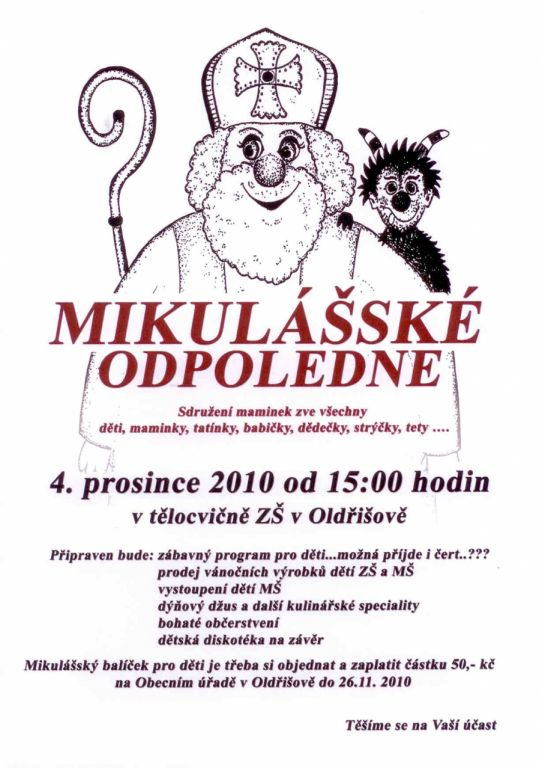 MIKULÁŠSKÉ
ODPOLEDNE
Sdružení maminek zve všechny
děti, maminky, tatínky, babičky, dědečky, strýčky, tety ....
4. prosince 2010 od 15:00 hodin
v tělocvičně ZŠ v Oldřišově
Připraven bude: zábavný program pro děti...možná příjde i čert..???
prodej vánočních výrobků dětí ZŠ a MŠ
vystoupení dětí MŠ
dýňový džus a další kulinářské speciality
bohaté občerstvení
dětská diskotéka na závěr
Mikulášský balíček pro děti je třeba si objednat a zaplatit částku 50,- kč
na Obecním úřadě v Oldřišově do 26.11. 2010
Těšíme se na Vaší účast